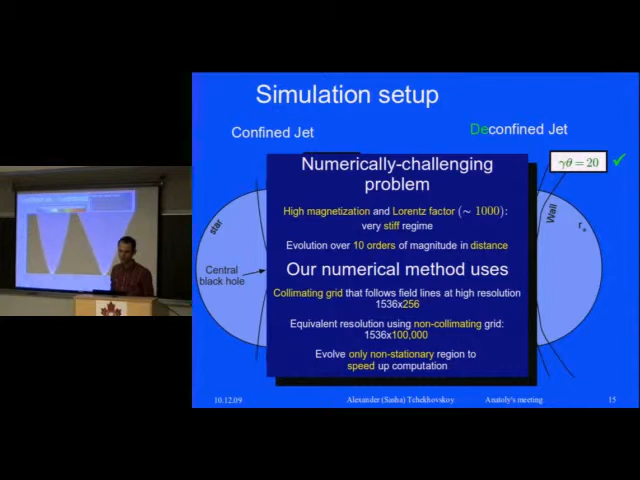 Simulation setup
Confined Jet
Deconfined Jet
γθ = 20 ✓
Numerically-challenging
problem
High magnetization and Lorentz factor (∼ 1000):
very stiff regime
Evolution over 10 orders of magnitude in distance
Our numerical method uses
Collimating grid that follows field lines at high resolution
1536x256
Equivalent resolution using non-collimating grid:
1536x100,000
Evolve only non-stationary region to
speed up computation
star
Central
black hole
Wall
r*
10.12.09
Alexander (Sasha) Tchekhovskoy
Anatoly's meeting
15